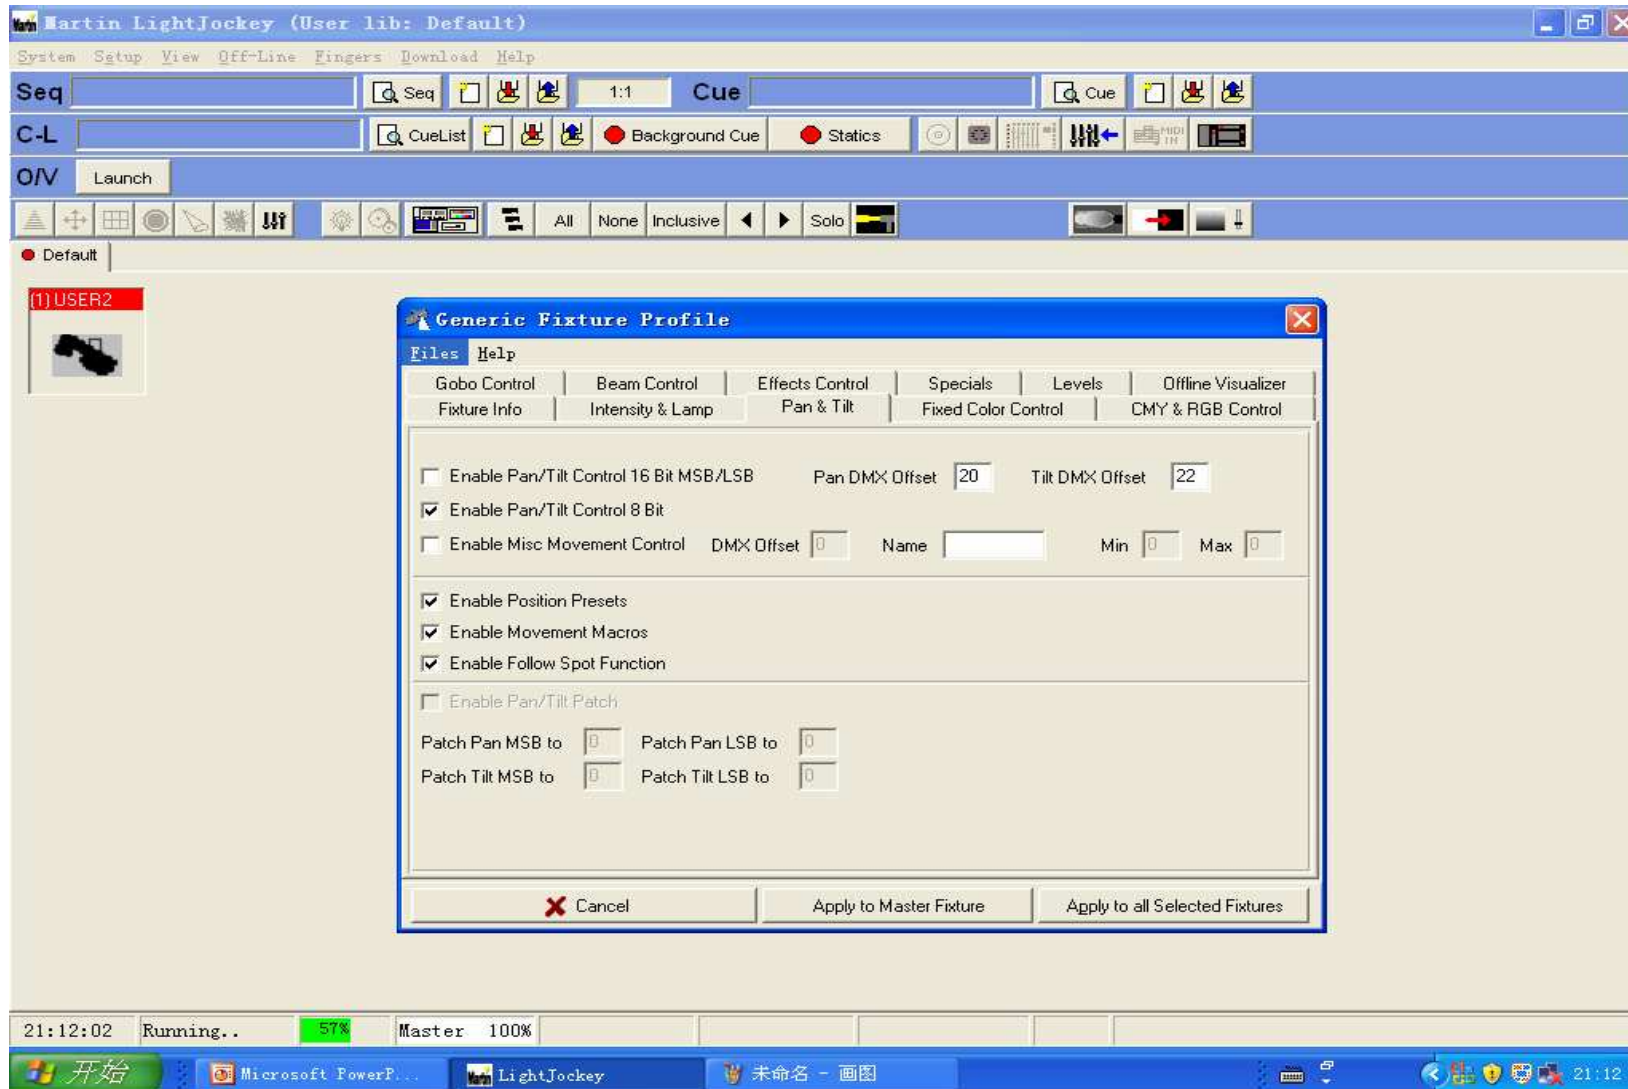 Martin LightJockey (User lib: Default)
System Setup View Off-Line Fingers Download Help
Seq Seq 1:1 Cue Cue
C-L CueList Background Cue Statics MIDI IN
O/V Launch
All None Inclusive Solo
Default
(1) USER2
Generic Fixture Profile
Files Help
Gobo Control Beam Control Effects Control Specials Levels Offline Visualizer
Fixture Info Intensity & Lamp Pan & Tilt Fixed Color Control CMY & RGB Control
Enable Pan/Tilt Control 16 Bit MSB/LSB Pan DMX Offset 20 Tilt DMX Offset 22
Enable Pan/Tilt Control 8 Bit
Enable Misc Movement Control DMX Offset 0 Name Min 0 Max 0
Enable Position Presets
Enable Movement Macros
Enable Follow Spot Function
Enable Pan/Tilt Patch
Patch Pan MSB to 0 Patch Pan LSB to 0
Patch Tilt MSB to 0 Patch Tilt LSB to 0
Cancel Apply to Master Fixture Apply to all Selected Fixtures
21:12:02 Running.. 57% Master 100%
开始 Microsoft PowerP... Martin LightJockey 未命名 - 画图 21:12